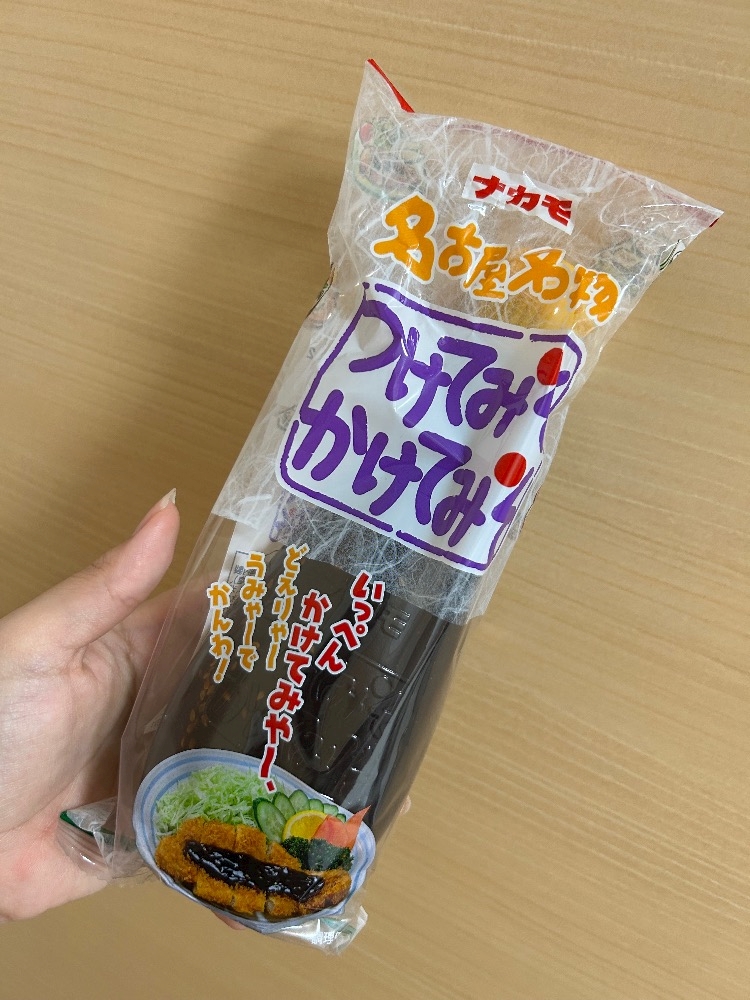 ナカモ
名古屋名物
つけてみそ
かけてみそ
いっぺん
かけてみやー、
どえりゃー
うみゃーで
かんわ!